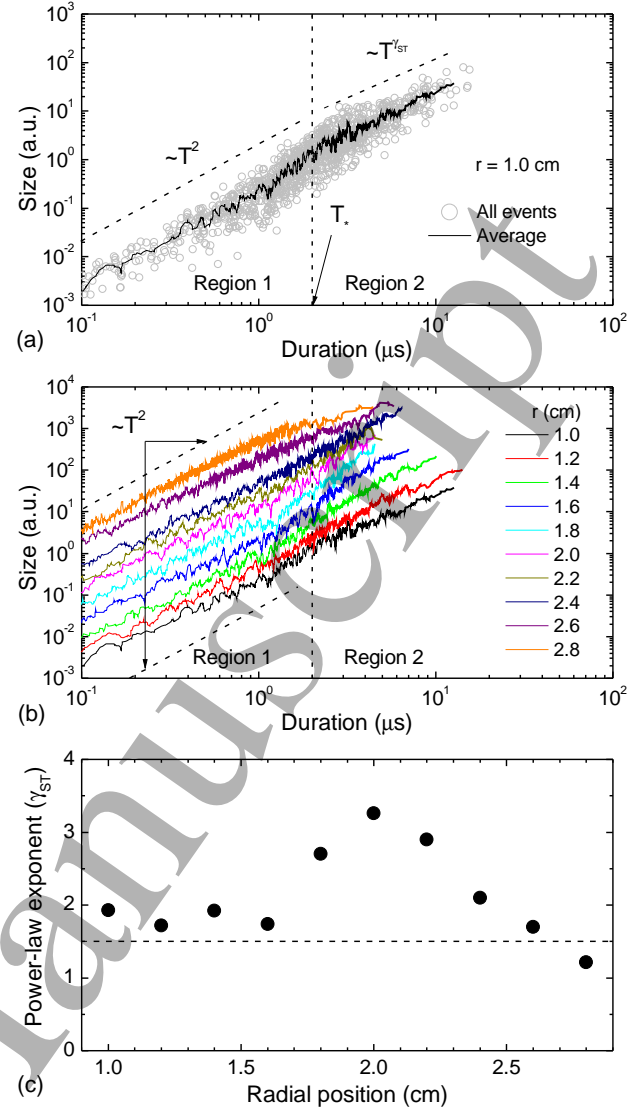 10^2
10^1
10^0
10^-1
10^-2
10^-3
Size (a.u.)
~T^2
~T^γ_ST
r = 1.0 cm
All events
Average
T_*
Region 1
Region 2
10^-1
10^0
10^1
10^2
(a)
Duration (μs)
10^4
10^3
10^2
10^1
10^0
10^-1
10^-2
10^-3
Size (a.u.)
~T^2
r (cm)
1.0
1.2
1.4
1.6
1.8
2.0
2.2
2.4
2.6
2.8
Region 1
Region 2
10^-1
10^0
10^1
10^2
(b)
Duration (μs)
4
3
2
1
0
Power-law exponent (γ_ST)
1.0
1.5
2.0
2.5
(c)
Radial position (cm)
anuscript